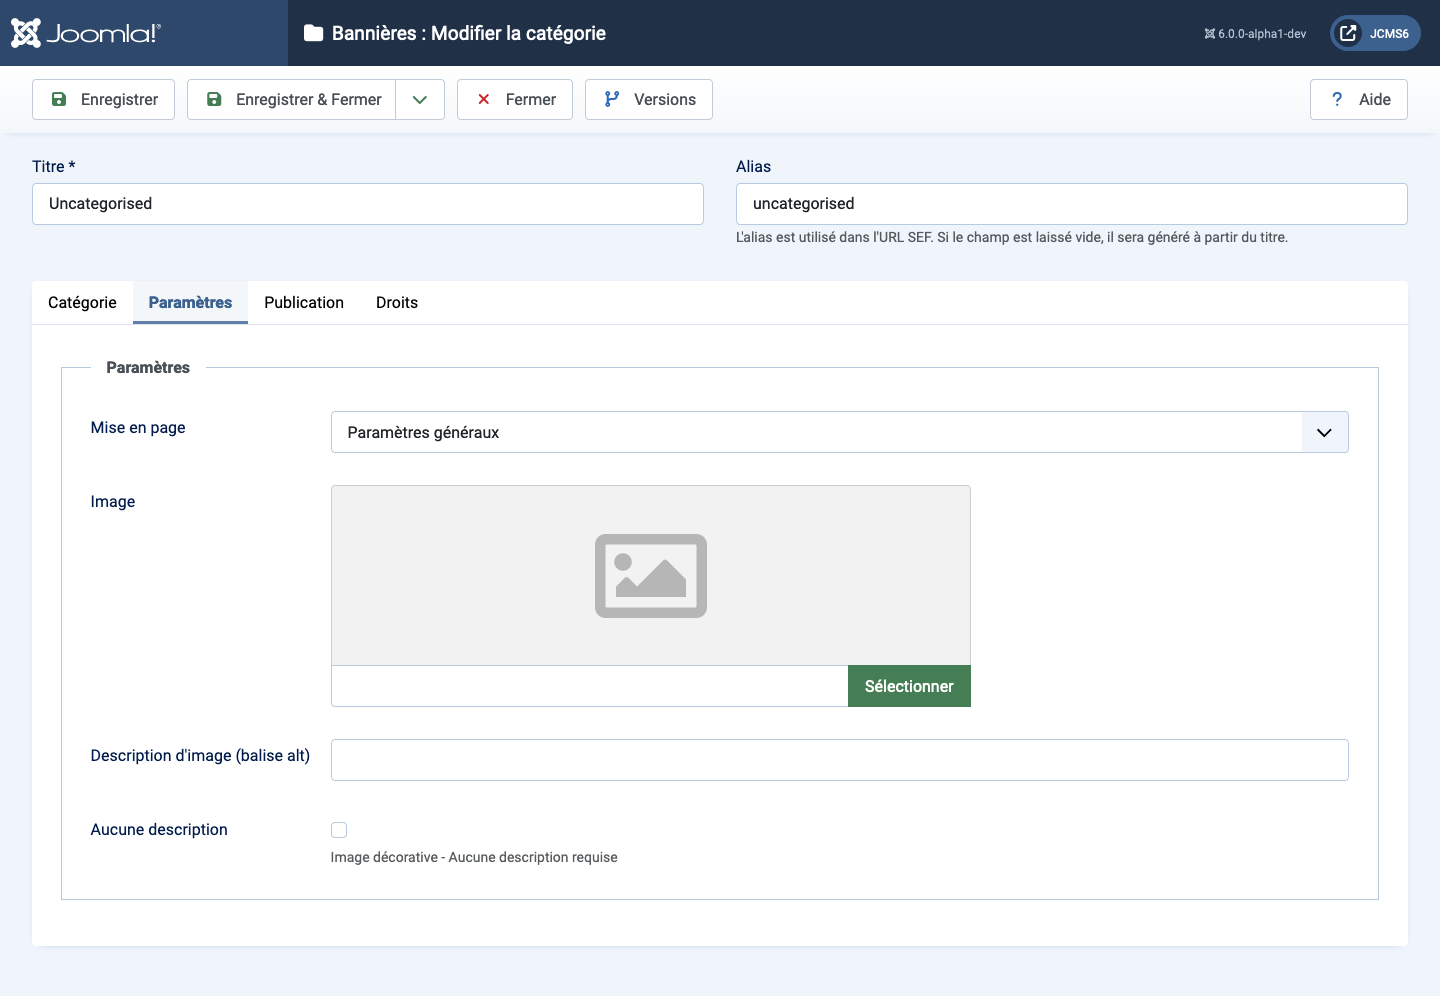 Joomla!®
Bannières : Modifier la catégorie
6.0.0-alpha1-dev
JCMS6
Enregistrer
Enregistrer & Fermer
Fermer
Versions
? Aide
Titre *
Alias
Uncategorised
uncategorised
L'alias est utilisé dans l'URL SEF. Si le champ est laissé vide, il sera généré à partir du titre.
Catégorie
Paramètres
Publication
Droits
Paramètres
Mise en page
Paramètres généraux
Image
Sélectionner
Description d'image (balise alt)
Aucune description
Image décorative - Aucune description requise